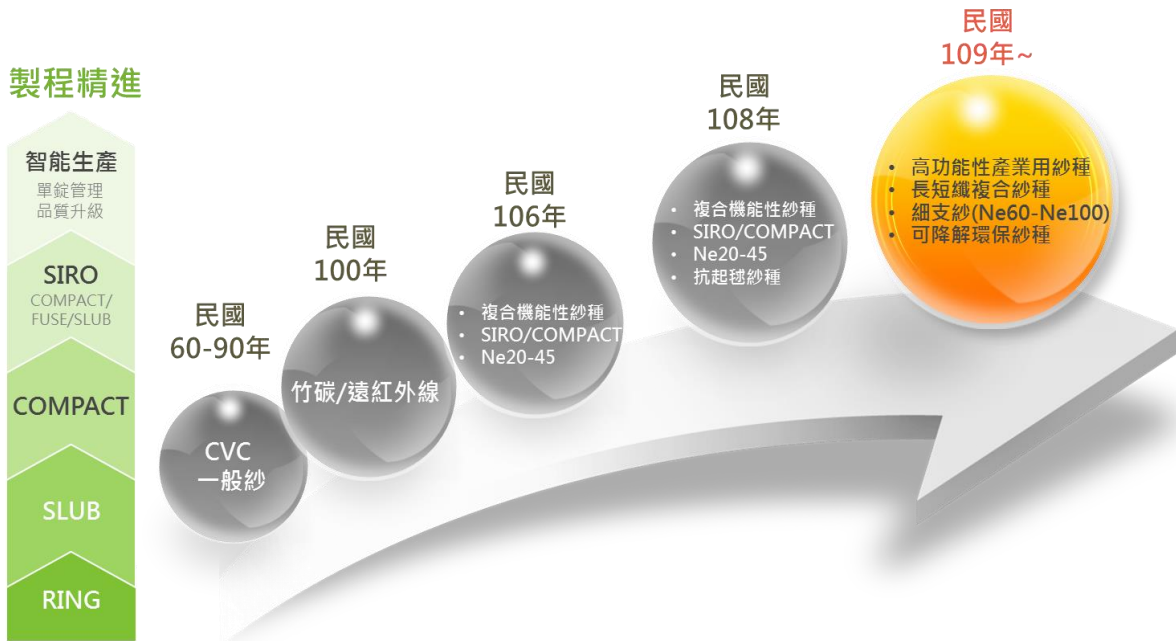 製程精進
智能生產
單錠管理
品質升級
SIRO
COMPACT/
FUSE/SLUB
COMPACT
SLUB
RING
民國
60-90年
CVC
一般紗
民國
100年
竹碳/遠紅外線
民國
106年
• 複合機能性紗種
• SIRO/COMPACT
• Ne20-45
民國
108年
• 複合機能性紗種
• SIRO/COMPACT
• Ne20-45
• 抗起毬紗種
民國
109年~
• 高功能性產業用紗種
• 長短纖複合紗種
• 細支紗(Ne60-Ne100)
• 可降解環保紗種